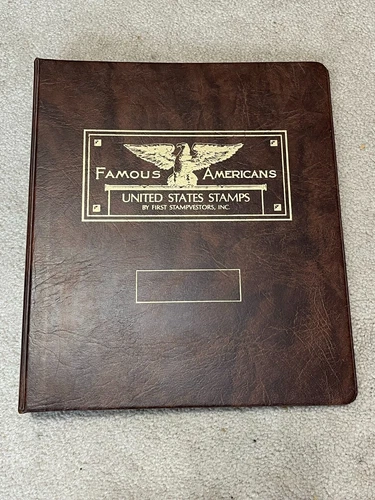 FAMOUS AMERICANS
UNITED STATES STAMPS
BY FIRST STAMPVESTORS, INC.